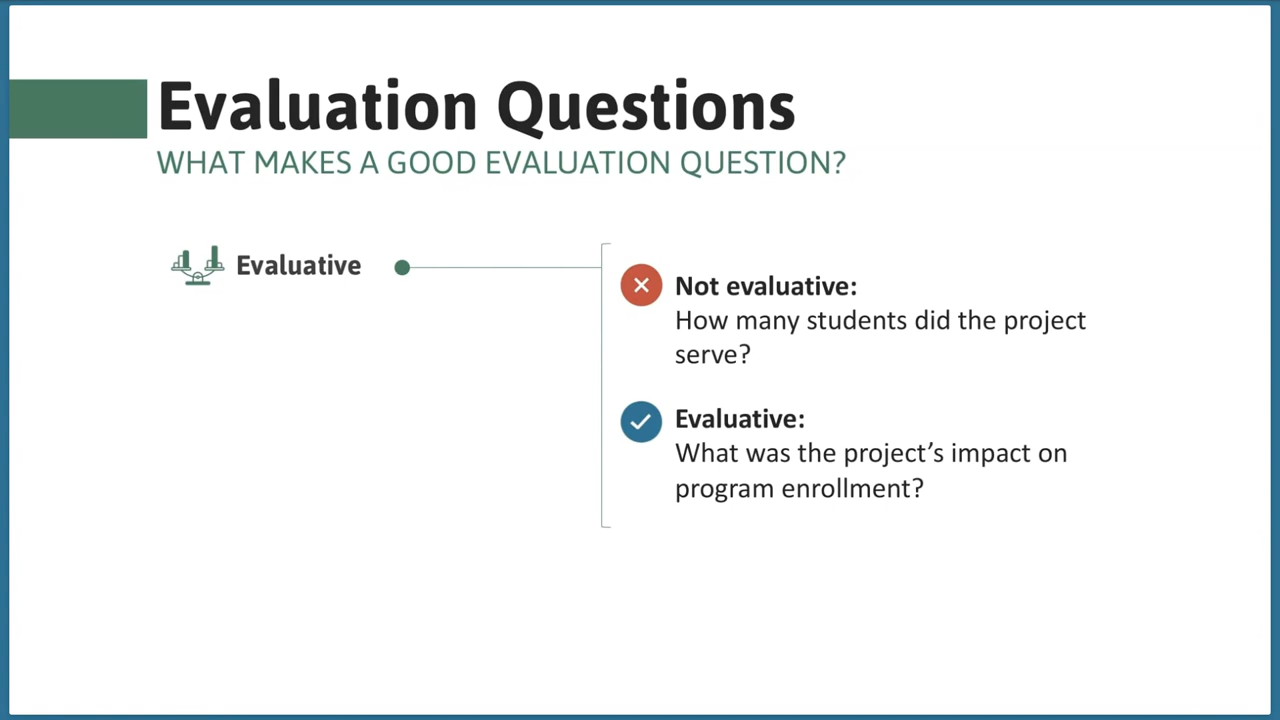 Evaluation Questions
WHAT MAKES A GOOD EVALUATION QUESTION?
Evaluative
Not evaluative:
How many students did the project
serve?
Evaluative:
What was the project’s impact on
program enrollment?